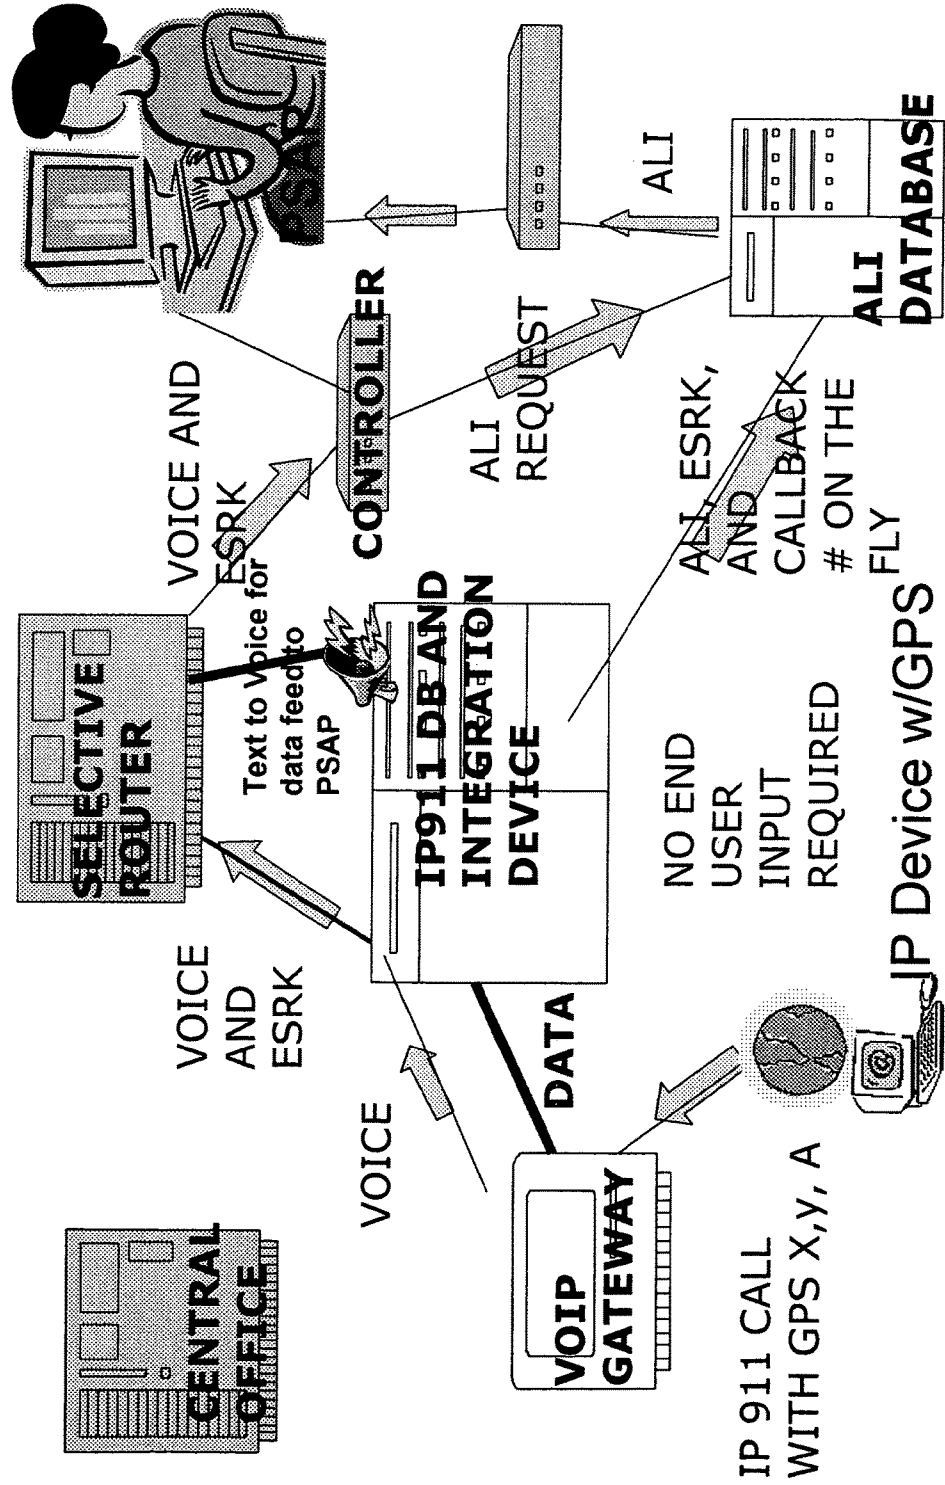 CENTRAL
OFFICE
VOICE
AND
ESRK
SELECTIVE
ROUTER
VOICE AND
ESRK
PSAP
VOICE
Text to Voice for
data feed to
PSAP
CONTROLLER
IP911 DB AND
INTEGRATION
DEVICE
ALI
REQUEST
ALI
VOIP
GATEWAY
DATA
NO END
USER
INPUT
REQUIRED
ALI, ESRK,
AND
CALLBACK
# ON THE
FLY
ALI
DATABASE
IP 911 CALL
WITH GPS X,y, A
@
IP Device w/GPS